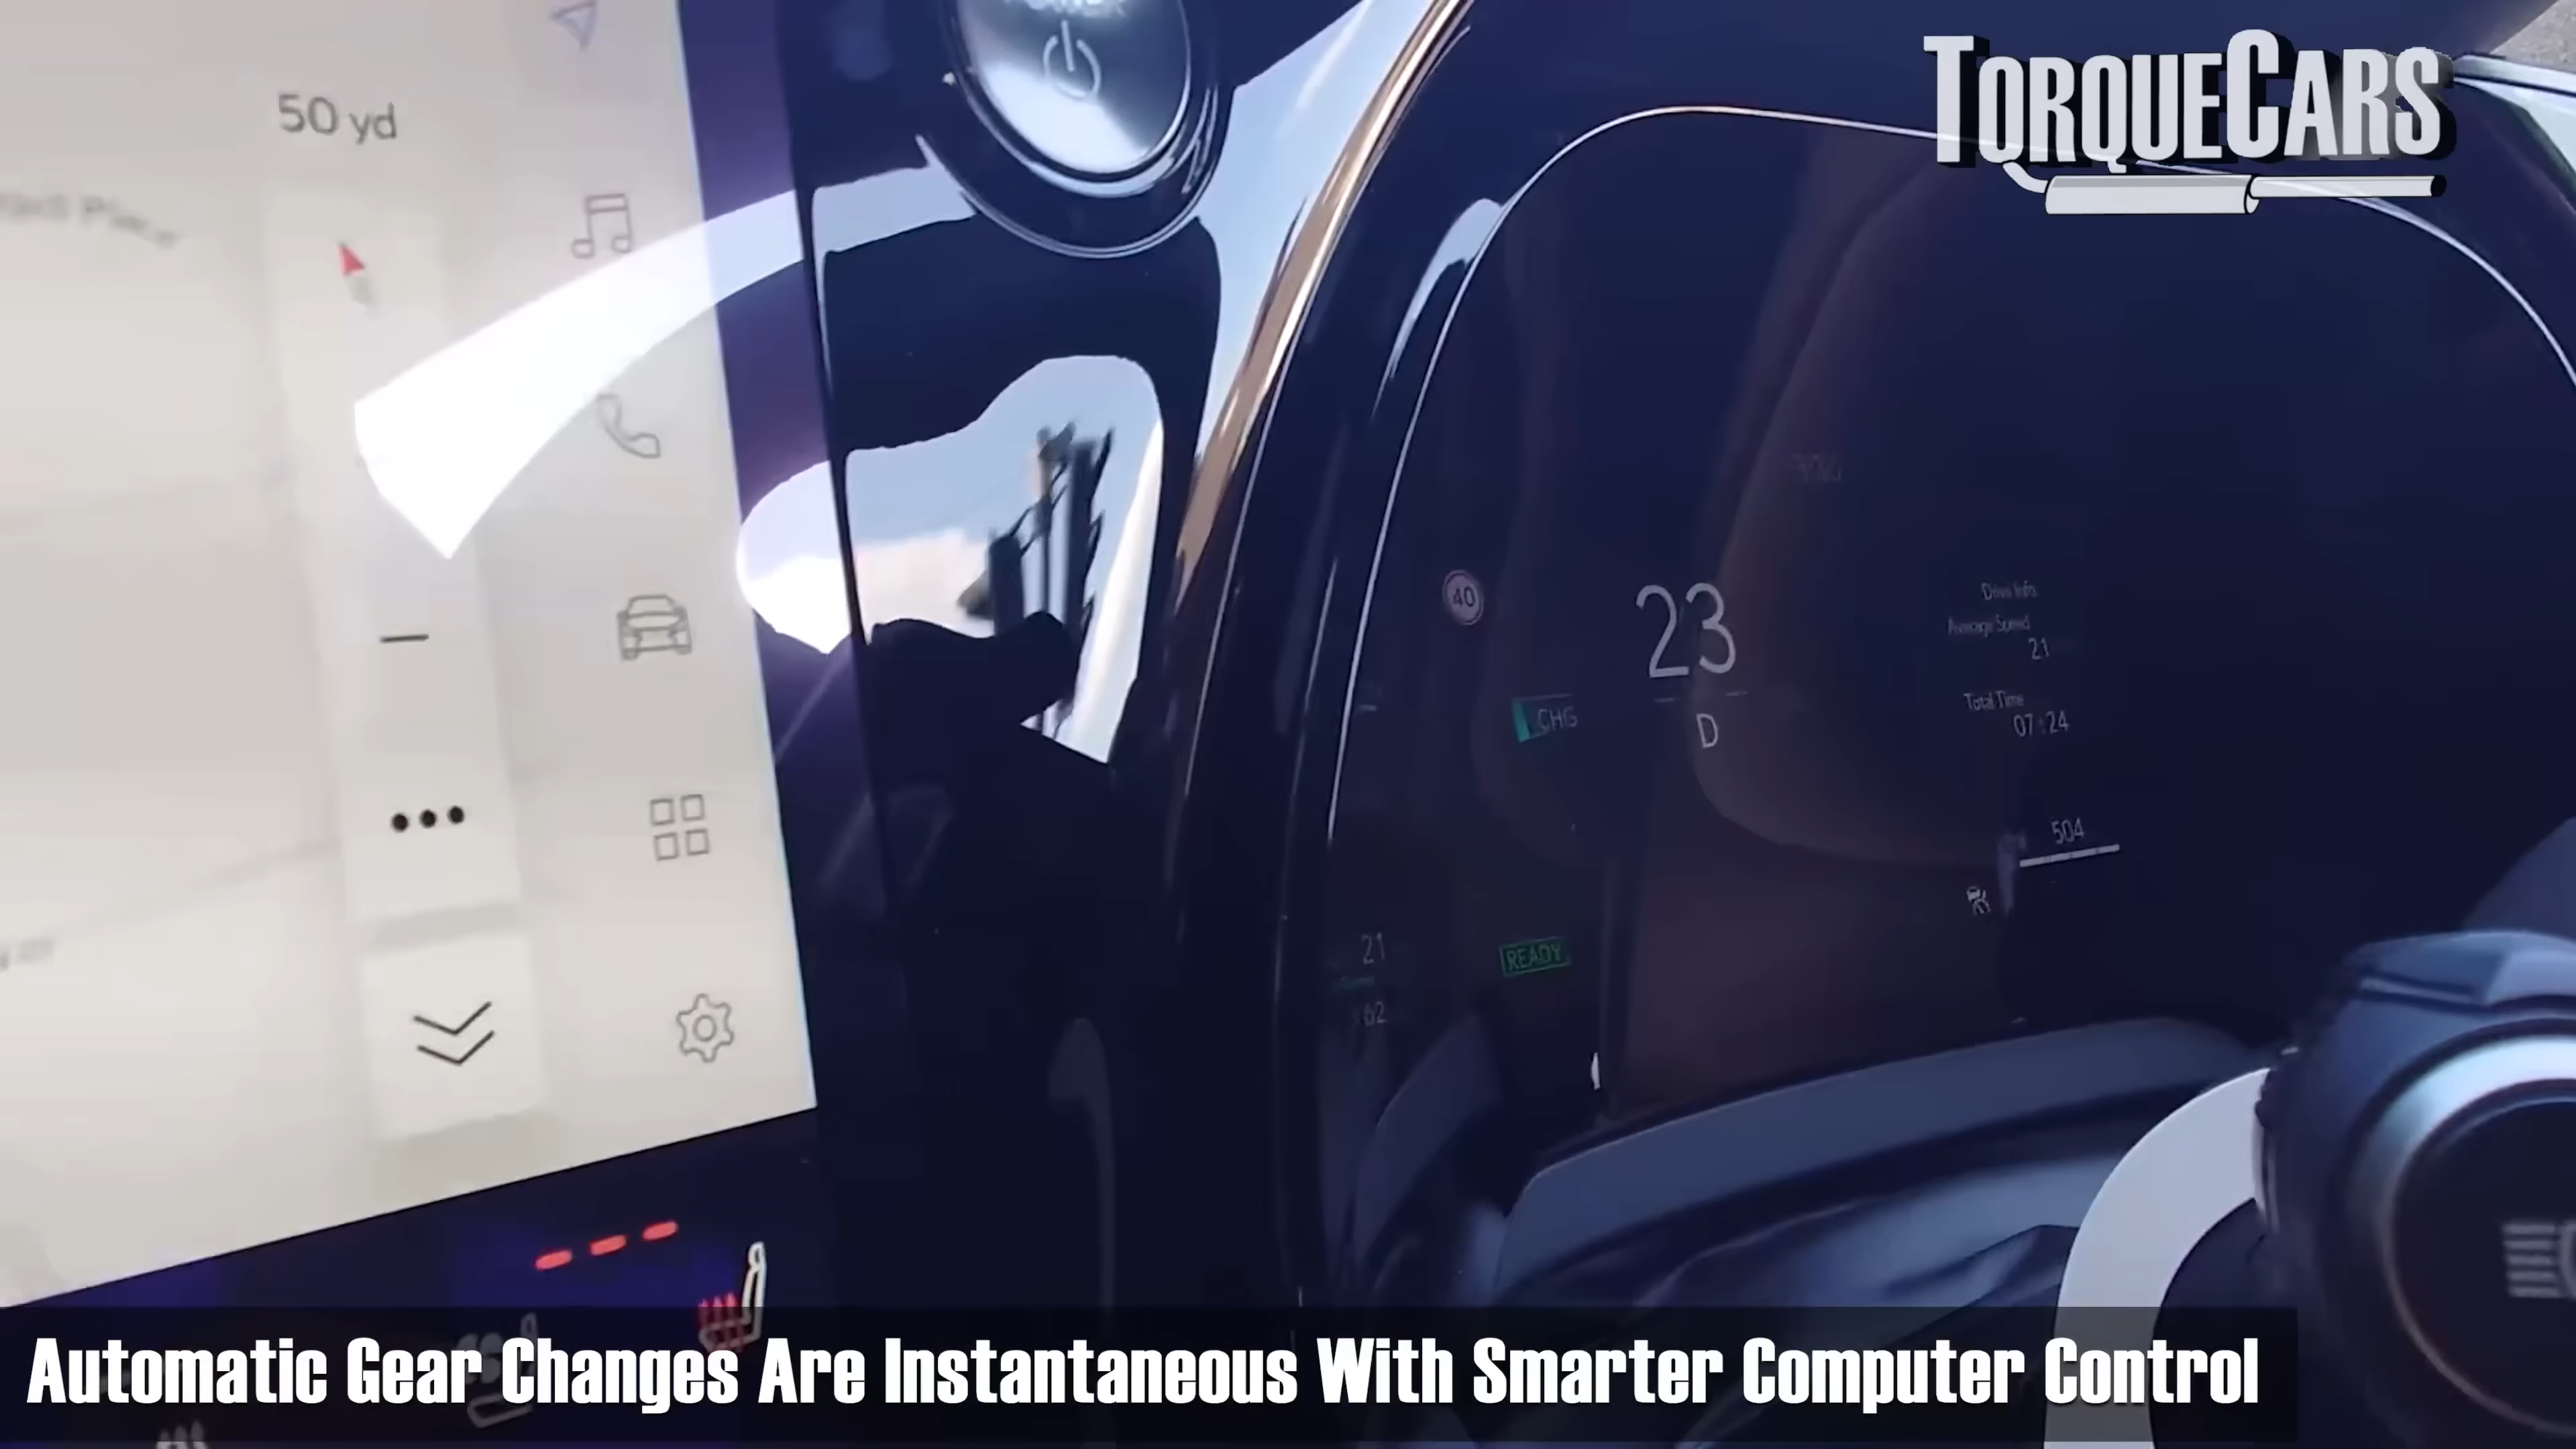 TORQUECARS
50 yd
40
23
CHG
D
Drive Info
Average Speed
21
Total Time
07:24
504
21
62
READY
Automatic Gear Changes Are Instantaneous With Smarter Computer Control